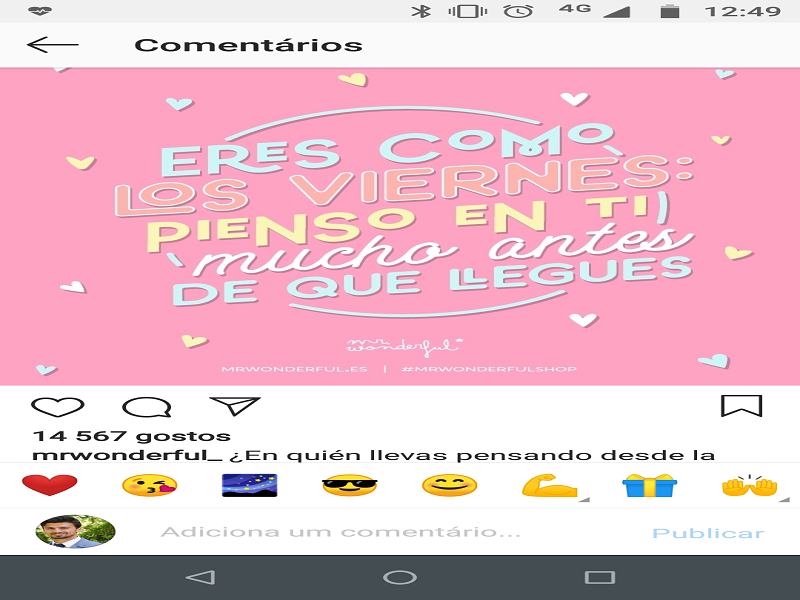 4G 12:49
Comentários
ERES COMO
LOS VIERNES:
PIENSO EN TI
mucho antes
DE QUE LLEGUES
mr
wonderful*
MRWONDERFUL.ES | #MRWONDERFULSHOP
14 567 gostos
mrwonderful_ ¿En quién llevas pensando desde la
Adiciona um comentário... Publicar